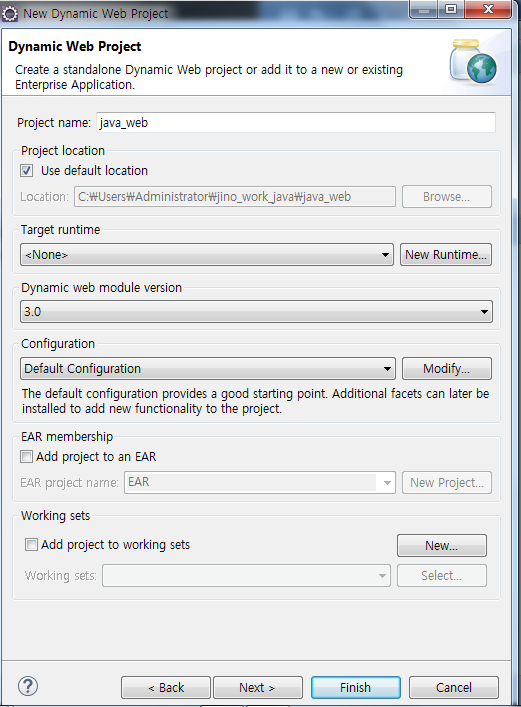 New Dynamic Web Project
Dynamic Web Project
Create a standalone Dynamic Web project or add it to a new or existing
Enterprise Application.
Project name: java_web
Project location
Use default location
Location: C:₩Users₩Administrator₩jino_work_java₩java_web Browse...
Target runtime
<None> New Runtime...
Dynamic web module version
3.0
Configuration
Default Configuration Modify...
The default configuration provides a good starting point. Additional facets can later be
installed to add new functionality to the project.
EAR membership
Add project to an EAR
EAR project name: EAR New Project...
Working sets
Add project to working sets New...
Working sets: Select...
? < Back Next > Finish Cancel